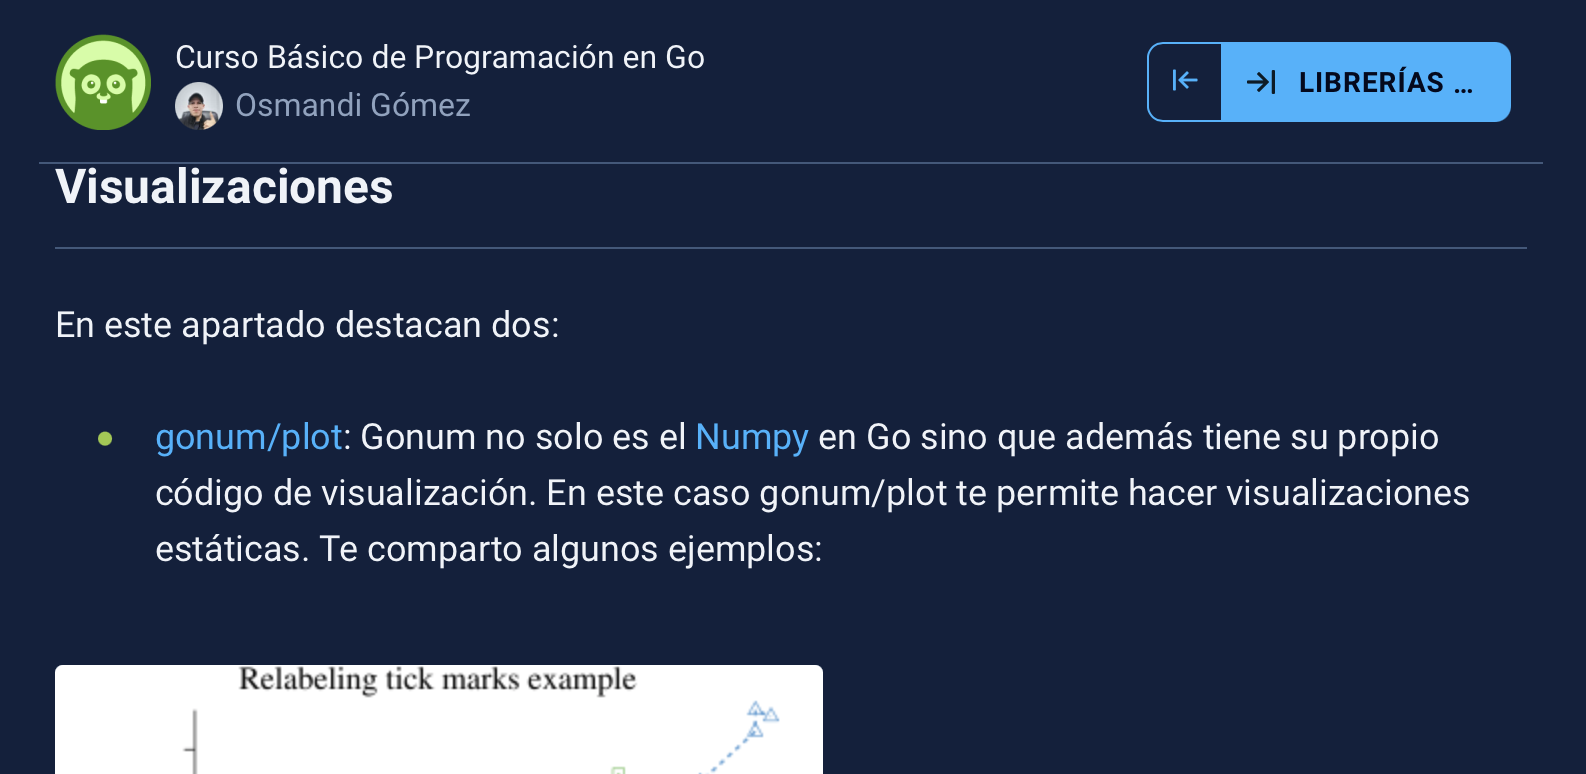 Curso Básico de Programación en Go
Osmandi Gómez
LIBRERÍAS ...
Visualizaciones
En este apartado destacan dos:
gonum/plot: Gonum no solo es el Numpy en Go sino que además tiene su propio
código de visualización. En este caso gonum/plot te permite hacer visualizaciones
estáticas. Te comparto algunos ejemplos:
Relabeling tick marks example